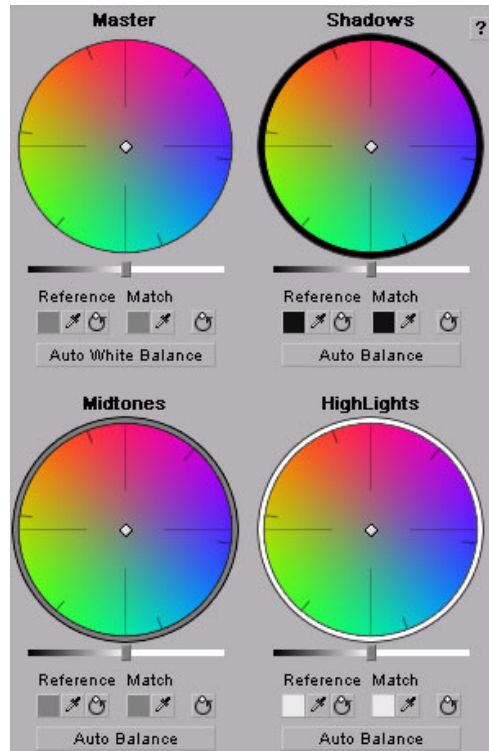 Master
Shadows
?
Reference Match
Reference Match
Auto White Balance
Auto Balance
Midtones
HighLights
Reference Match
Reference Match
Auto Balance
Auto Balance